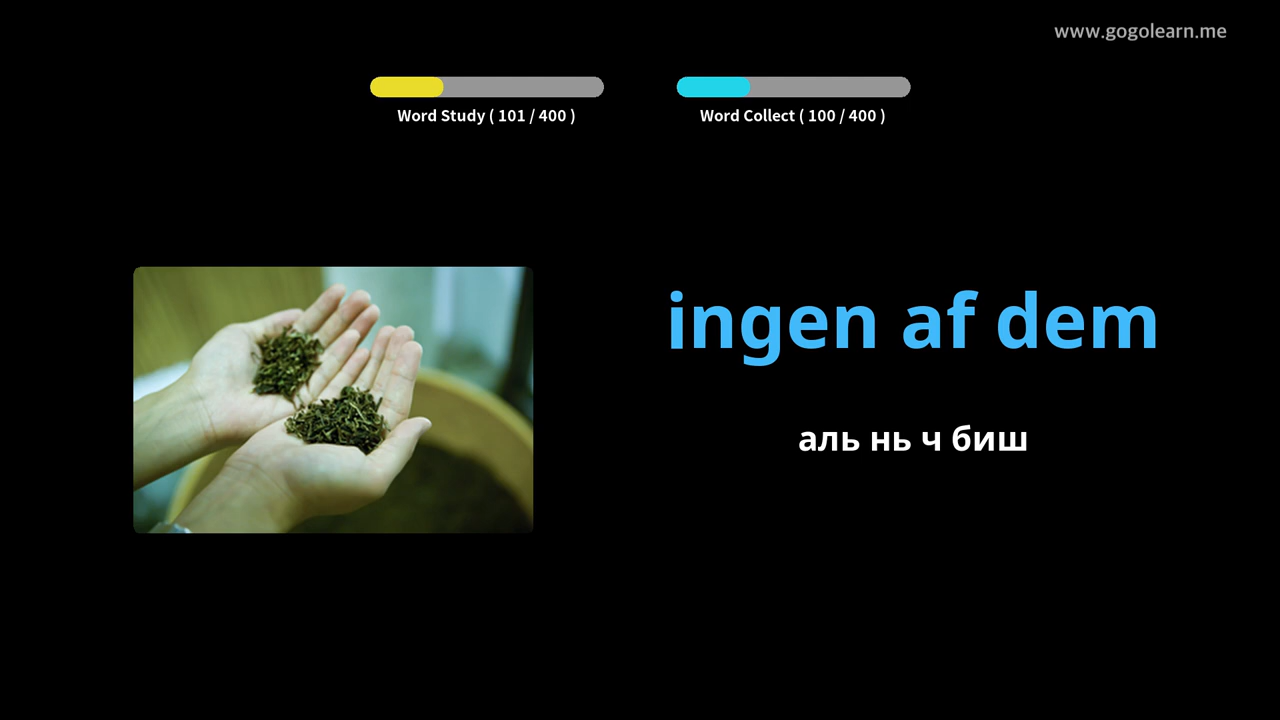 www.gogolearn.me
Word Study ( 101 / 400 )
Word Collect ( 100 / 400 )
ingen af dem
аль нь ч биш